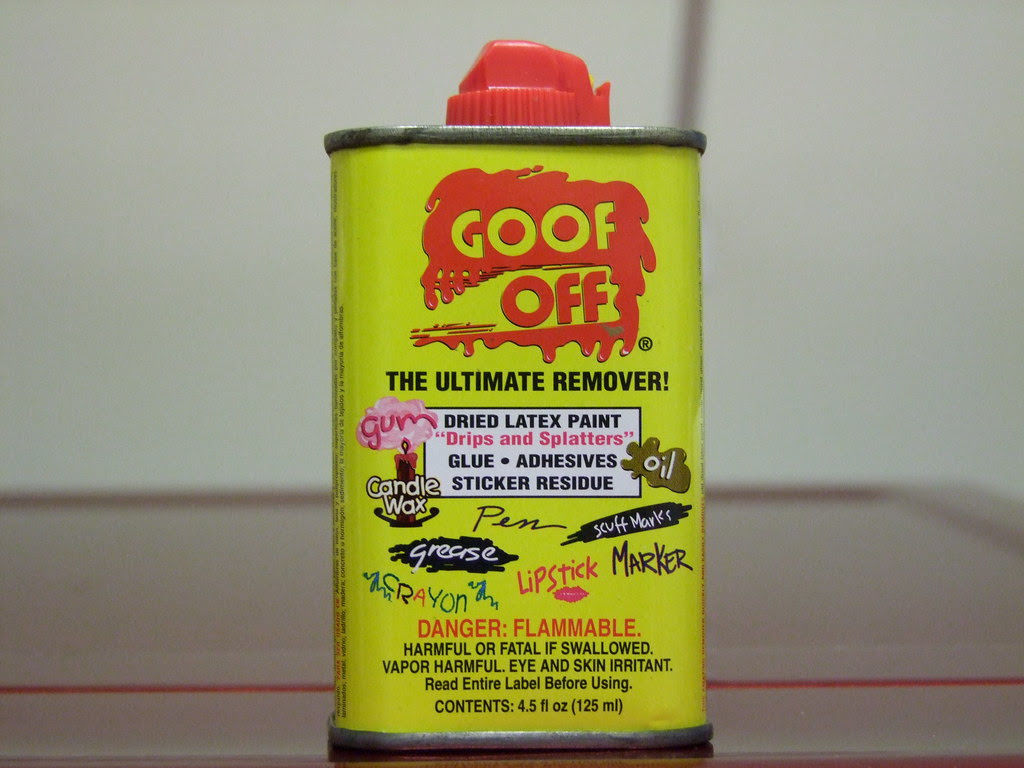 GOOF
OFF
®
THE ULTIMATE REMOVER!
gum
DRIED LATEX PAINT
"Drips and Splatters"
GLUE • ADHESIVES
STICKER RESIDUE
oil
Candle
Wax
Pen
scuff Marks
grease
MARKER
LiPStick
CRAYON
DANGER: FLAMMABLE.
HARMFUL OR FATAL IF SWALLOWED.
VAPOR HARMFUL. EYE AND SKIN IRRITANT.
Read Entire Label Before Using.
CONTENTS: 4.5 fl oz (125 ml)